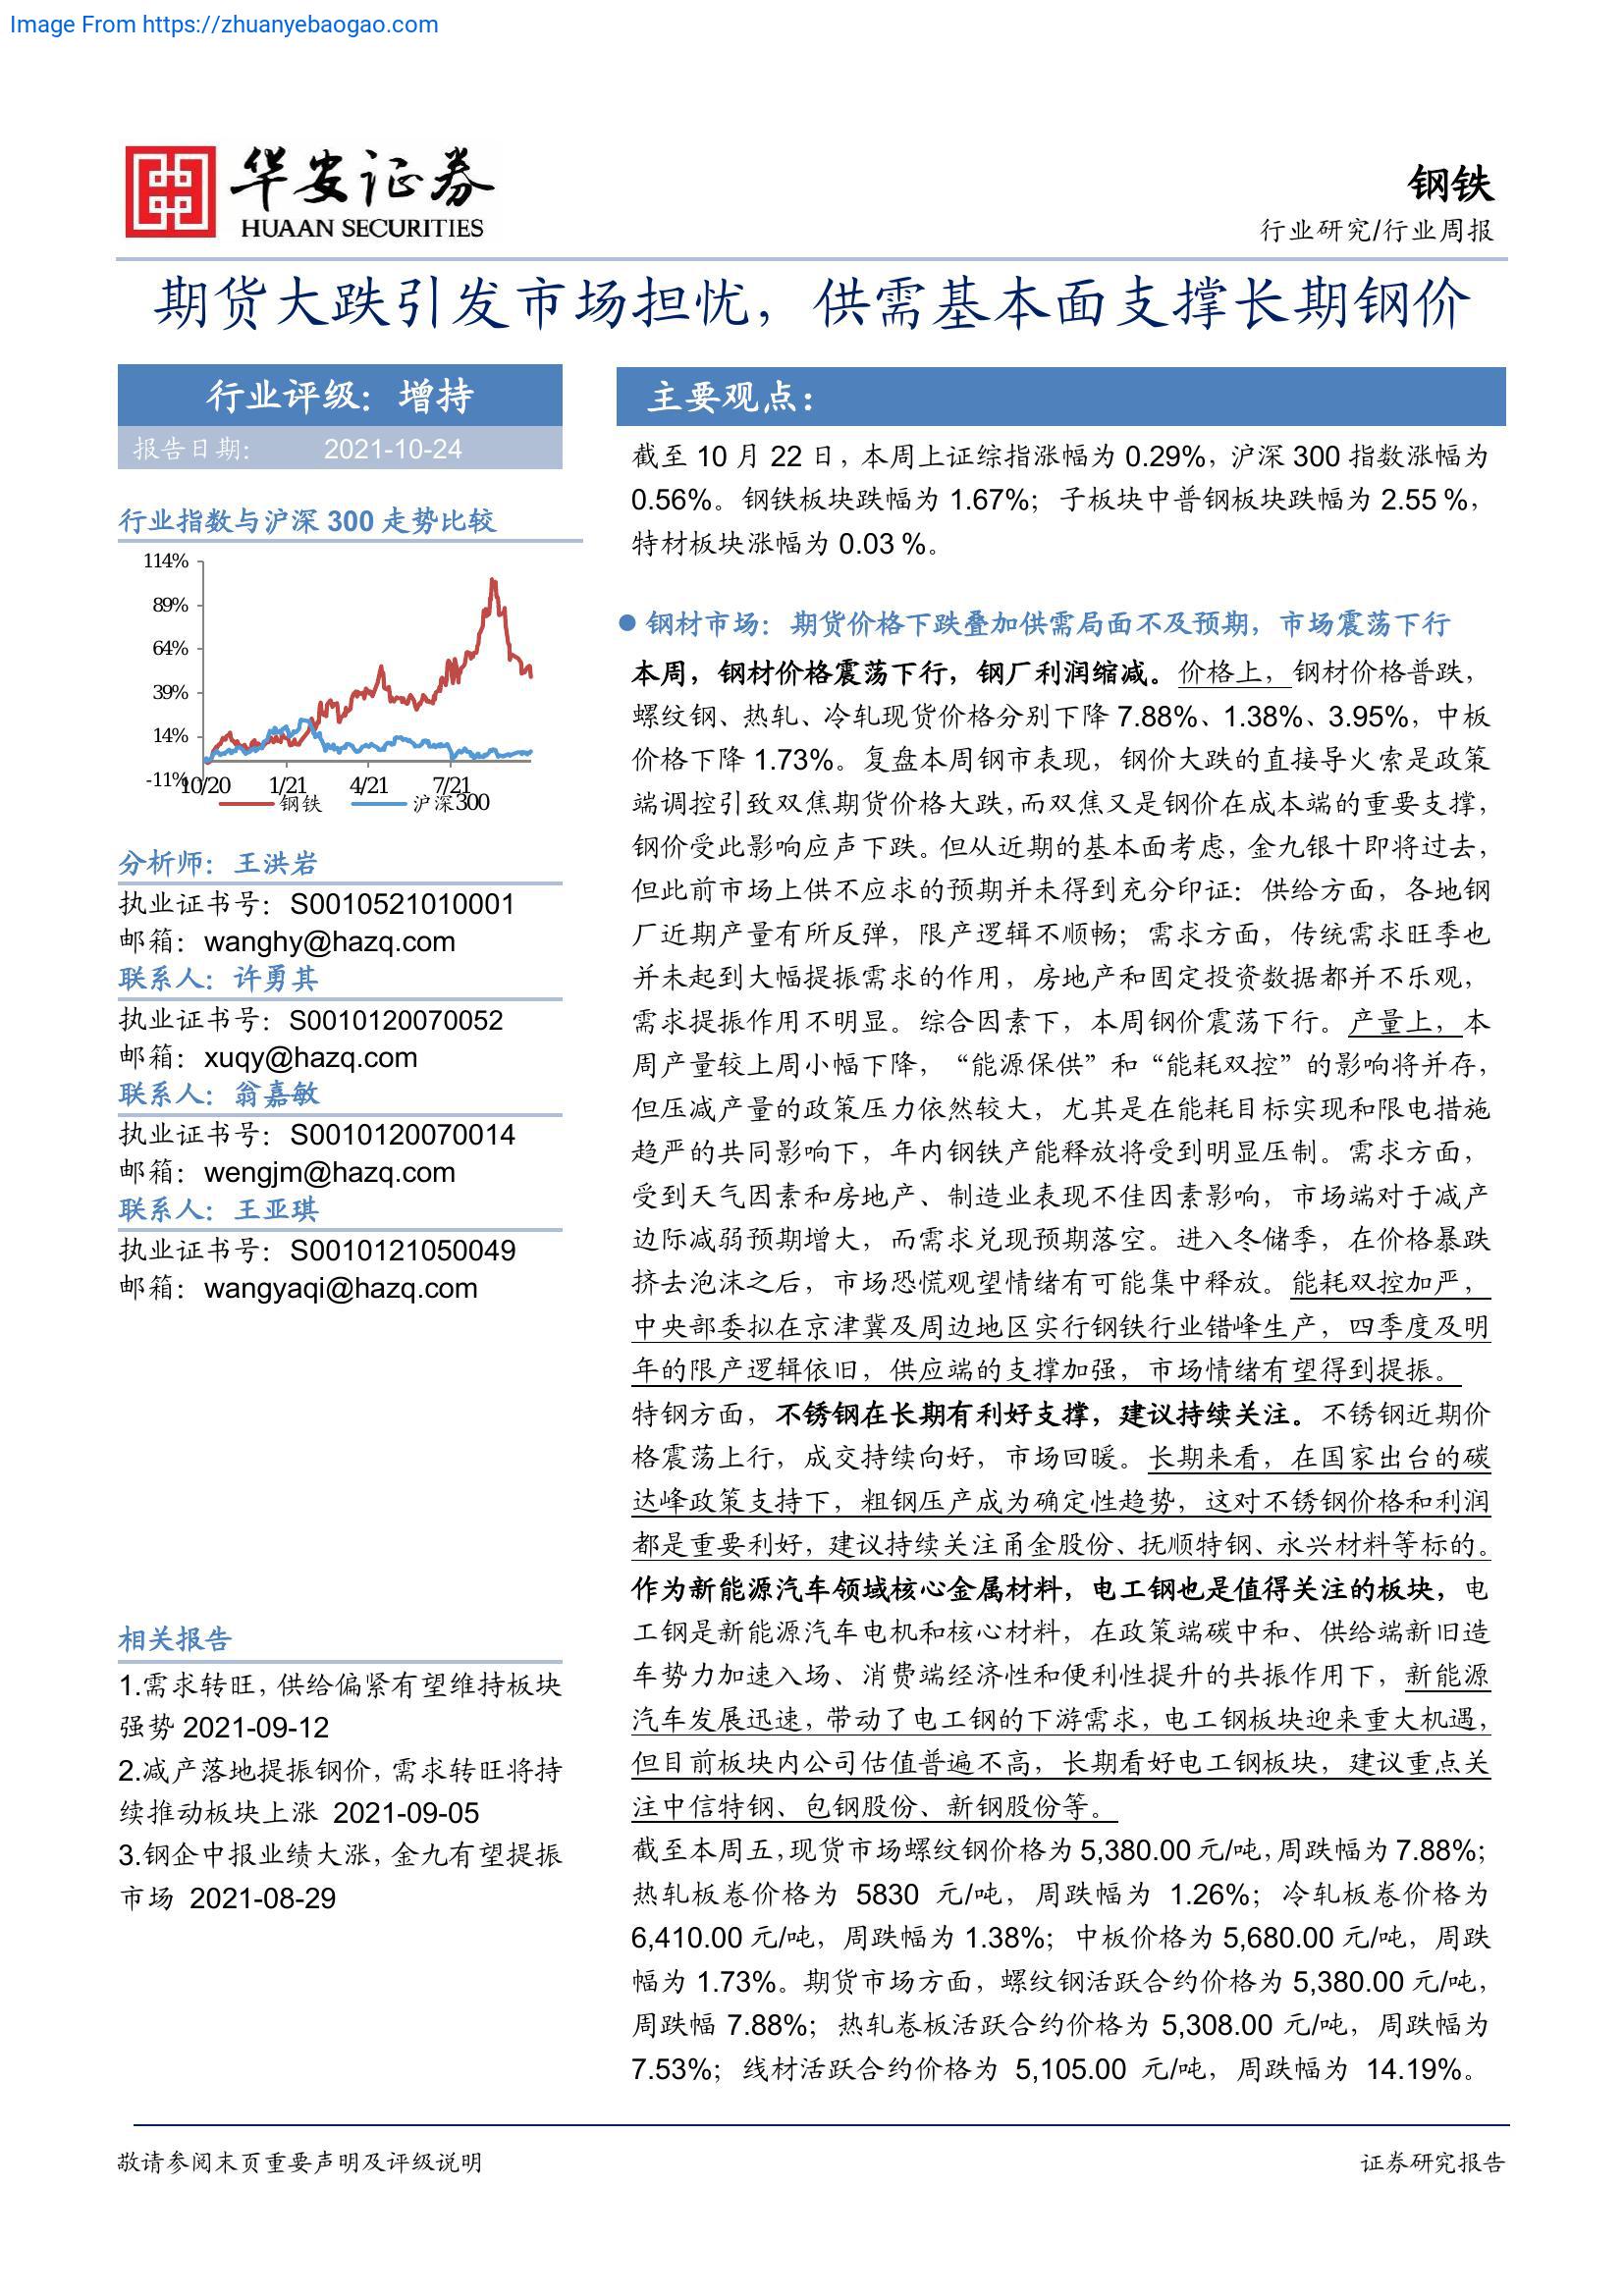 Image From https://zhuanyebaogao.com
华安证券
HUAAN SECURITIES
钢铁
行业研究/行业周报
期货大跌引发市场担忧，供需基本面支撑长期钢价
行业评级：增持
报告日期： 2021-10-24
行业指数与沪深 300 走势比较
114%
89%
64%
39%
14%
-11%
10/20 1/21 4/21 7/21
钢铁 沪深300
分析师：王洪岩
执业证书号：S0010521010001
邮箱：wanghy@hazq.com
联系人：许勇其
执业证书号：S0010120070052
邮箱：xuqy@hazq.com
联系人：翁嘉敏
执业证书号：S0010120070014
邮箱：wengjm@hazq.com
联系人：王亚琪
执业证书号：S0010121050049
邮箱：wangyaqi@hazq.com
相关报告
1.需求转旺，供给偏紧有望维持板块
强势 2021-09-12
2.减产落地提振钢价，需求转旺将持
续推动板块上涨 2021-09-05
3.钢企中报业绩大涨，金九有望提振
市场 2021-08-29
主要观点：
截至 10 月 22 日，本周上证综指涨幅为 0.29%，沪深 300 指数涨幅为
0.56%。钢铁板块跌幅为 1.67%；子板块中普钢板块跌幅为 2.55 %，
特材板块涨幅为 0.03 %。
● 钢材市场：期货价格下跌叠加供需局面不及预期，市场震荡下行
本周，钢材价格震荡下行，钢厂利润缩减。价格上，钢材价格普跌，
螺纹钢、热轧、冷轧现货价格分别下降 7.88%、1.38%、3.95%，中板
价格下降 1.73%。复盘本周钢市表现，钢价大跌的直接导火索是政策
端调控引致双焦期货价格大跌，而双焦又是钢价在成本端的重要支撑，
钢价受此影响应声下跌。但从近期的基本面考虑，金九银十即将过去，
但此前市场上供不应求的预期并未得到充分印证：供给方面，各地钢
厂近期产量有所反弹，限产逻辑不顺畅；需求方面，传统需求旺季也
并未起到大幅提振需求的作用，房地产和固定投资数据都并不乐观，
需求提振作用不明显。综合因素下，本周钢价震荡下行。产量上，本
周产量较上周小幅下降，“能源保供”和“能耗双控”的影响将并存，
但压减产量的政策压力依然较大，尤其是在能耗目标实现和限电措施
趋严的共同影响下，年内钢铁产能释放将受到明显压制。需求方面，
受到天气因素和房地产、制造业表现不佳因素影响，市场端对于减产
边际减弱预期增大，而需求兑现预期落空。进入冬储季，在价格暴跌
挤去泡沫之后，市场恐慌观望情绪有可能集中释放。能耗双控加严，
中央部委拟在京津冀及周边地区实行钢铁行业错峰生产，四季度及明
年的限产逻辑依旧，供应端的支撑加强，市场情绪有望得到提振。
特钢方面，不锈钢在长期有利好支撑，建议持续关注。不锈钢近期价
格震荡上行，成交持续向好，市场回暖。长期来看，在国家出台的碳
达峰政策支持下，粗钢压产成为确定性趋势，这对不锈钢价格和利润
都是重要利好，建议持续关注甬金股份、抚顺特钢、永兴材料等标的。
作为新能源汽车领域核心金属材料，电工钢也是值得关注的板块，电
工钢是新能源汽车电机和核心材料，在政策端碳中和、供给端新旧造
车势力加速入场、消费端经济性和便利性提升的共振作用下，新能源
汽车发展迅速，带动了电工钢的下游需求，电工钢板块迎来重大机遇，
但目前板块内公司估值普遍不高，长期看好电工钢板块，建议重点关
注中信特钢、包钢股份、新钢股份等。
截至本周五，现货市场螺纹钢价格为 5,380.00 元/吨，周跌幅为 7.88%；
热轧板卷价格为 5830 元/吨，周跌幅为 1.26%；冷轧板卷价格为
6,410.00 元/吨，周跌幅为 1.38%；中板价格为 5,680.00 元/吨，周跌
幅为 1.73%。期货市场方面，螺纹钢活跃合约价格为 5,380.00 元/吨，
周跌幅 7.88%；热轧卷板活跃合约价格为 5,308.00 元/吨，周跌幅为
7.53%；线材活跃合约价格为 5,105.00 元/吨，周跌幅为 14.19%。
敬请参阅末页重要声明及评级说明
证券研究报告